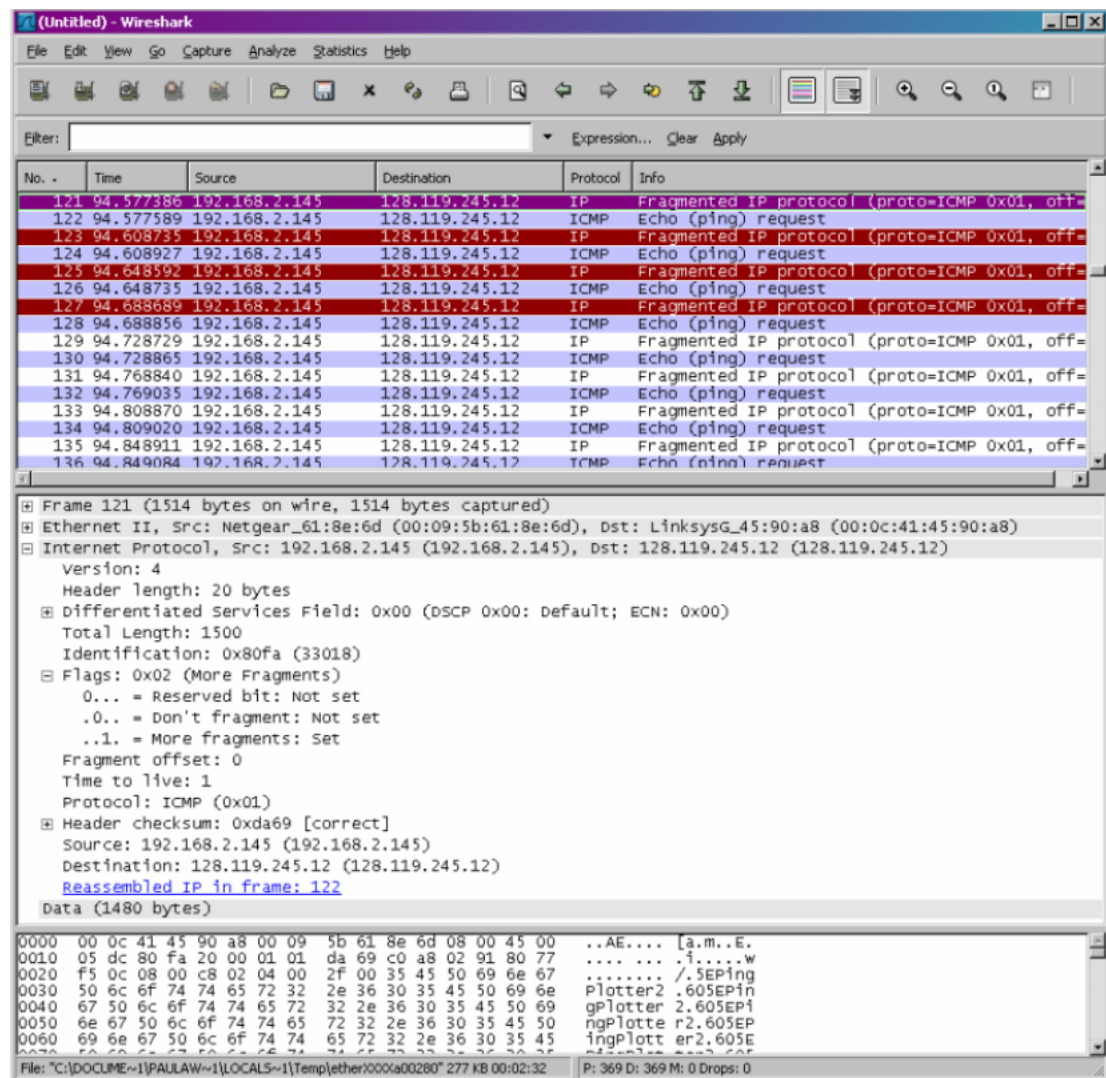 (Untitled) - Wireshark
File Edit View Go Capture Analyze Statistics Help
Filter: Expression... Clear Apply
No. - Time Source Destination Protocol Info
121 94.577386 192.168.2.145 128.119.245.12 IP Fragmented IP protocol (proto=ICMP 0x01, off=
122 94.577589 192.168.2.145 128.119.245.12 ICMP Echo (ping) request
123 94.608735 192.168.2.145 128.119.245.12 IP Fragmented IP protocol (proto=ICMP 0x01, off=
124 94.608927 192.168.2.145 128.119.245.12 ICMP Echo (ping) request
125 94.648592 192.168.2.145 128.119.245.12 IP Fragmented IP protocol (proto=ICMP 0x01, off=
126 94.648735 192.168.2.145 128.119.245.12 ICMP Echo (ping) request
127 94.688689 192.168.2.145 128.119.245.12 IP Fragmented IP protocol (proto=ICMP 0x01, off=
128 94.688856 192.168.2.145 128.119.245.12 ICMP Echo (ping) request
129 94.728729 192.168.2.145 128.119.245.12 IP Fragmented IP protocol (proto=ICMP 0x01, off=
130 94.728865 192.168.2.145 128.119.245.12 ICMP Echo (ping) request
131 94.768840 192.168.2.145 128.119.245.12 IP Fragmented IP protocol (proto=ICMP 0x01, off=
132 94.769035 192.168.2.145 128.119.245.12 ICMP Echo (ping) request
133 94.808870 192.168.2.145 128.119.245.12 IP Fragmented IP protocol (proto=ICMP 0x01, off=
134 94.809020 192.168.2.145 128.119.245.12 ICMP Echo (ping) request
135 94.848911 192.168.2.145 128.119.245.12 IP Fragmented IP protocol (proto=ICMP 0x01, off=
136 94.849084 192.168.2.145 128.119.245.12 ICMP Echo (ping) request
Frame 121 (1514 bytes on wire, 1514 bytes captured)
Ethernet II, Src: Netgear_61:8e:6d (00:09:5b:61:8e:6d), Dst: LinksysG_45:90:a8 (00:0c:41:45:90:a8)
Internet Protocol, Src: 192.168.2.145 (192.168.2.145), Dst: 128.119.245.12 (128.119.245.12)
Version: 4
Header length: 20 bytes
Differentiated Services Field: 0x00 (DSCP 0x00: Default; ECN: 0x00)
Total Length: 1500
Identification: 0x80fa (33018)
Flags: 0x02 (More Fragments)
0... = Reserved bit: Not set
.0.. = Don't fragment: Not set
..1. = More fragments: Set
Fragment offset: 0
Time to live: 1
Protocol: ICMP (0x01)
Header checksum: 0xda69 [correct]
Source: 192.168.2.145 (192.168.2.145)
Destination: 128.119.245.12 (128.119.245.12)
Reassembled IP in frame: 122
Data (1480 bytes)
0000 00 0c 41 45 90 a8 00 09 5b 61 8e 6d 08 00 45 00 ..AE.... [a.m..E.
0010 05 dc 80 fa 20 00 01 01 da 69 c0 a8 02 91 80 77 .... ... .i.....w
0020 f5 0c 08 00 c8 02 04 00 2f 00 35 45 50 69 6e 67 ........ /.5EPing
0030 50 6c 6f 74 74 65 72 32 2e 36 30 35 45 50 69 6e Plotter2 .605EPin
0040 67 50 6c 6f 74 74 65 72 32 2e 36 30 35 45 50 69 gPlotter 2.605EPi
0050 6e 67 50 6c 6f 74 74 65 72 32 2e 36 30 35 45 50 ngPlotte r2.605EP
0060 69 6e 67 50 6c 6f 74 74 65 72 32 2e 36 30 35 45 ingPlott er2.605E
File: "C:\DOCUME~1\PAULAW~1\LOCALS~1\Temp\etherXXXXa00280" 277 KB 00:02:32 P: 369 D: 369 M: 0 Drops: 0